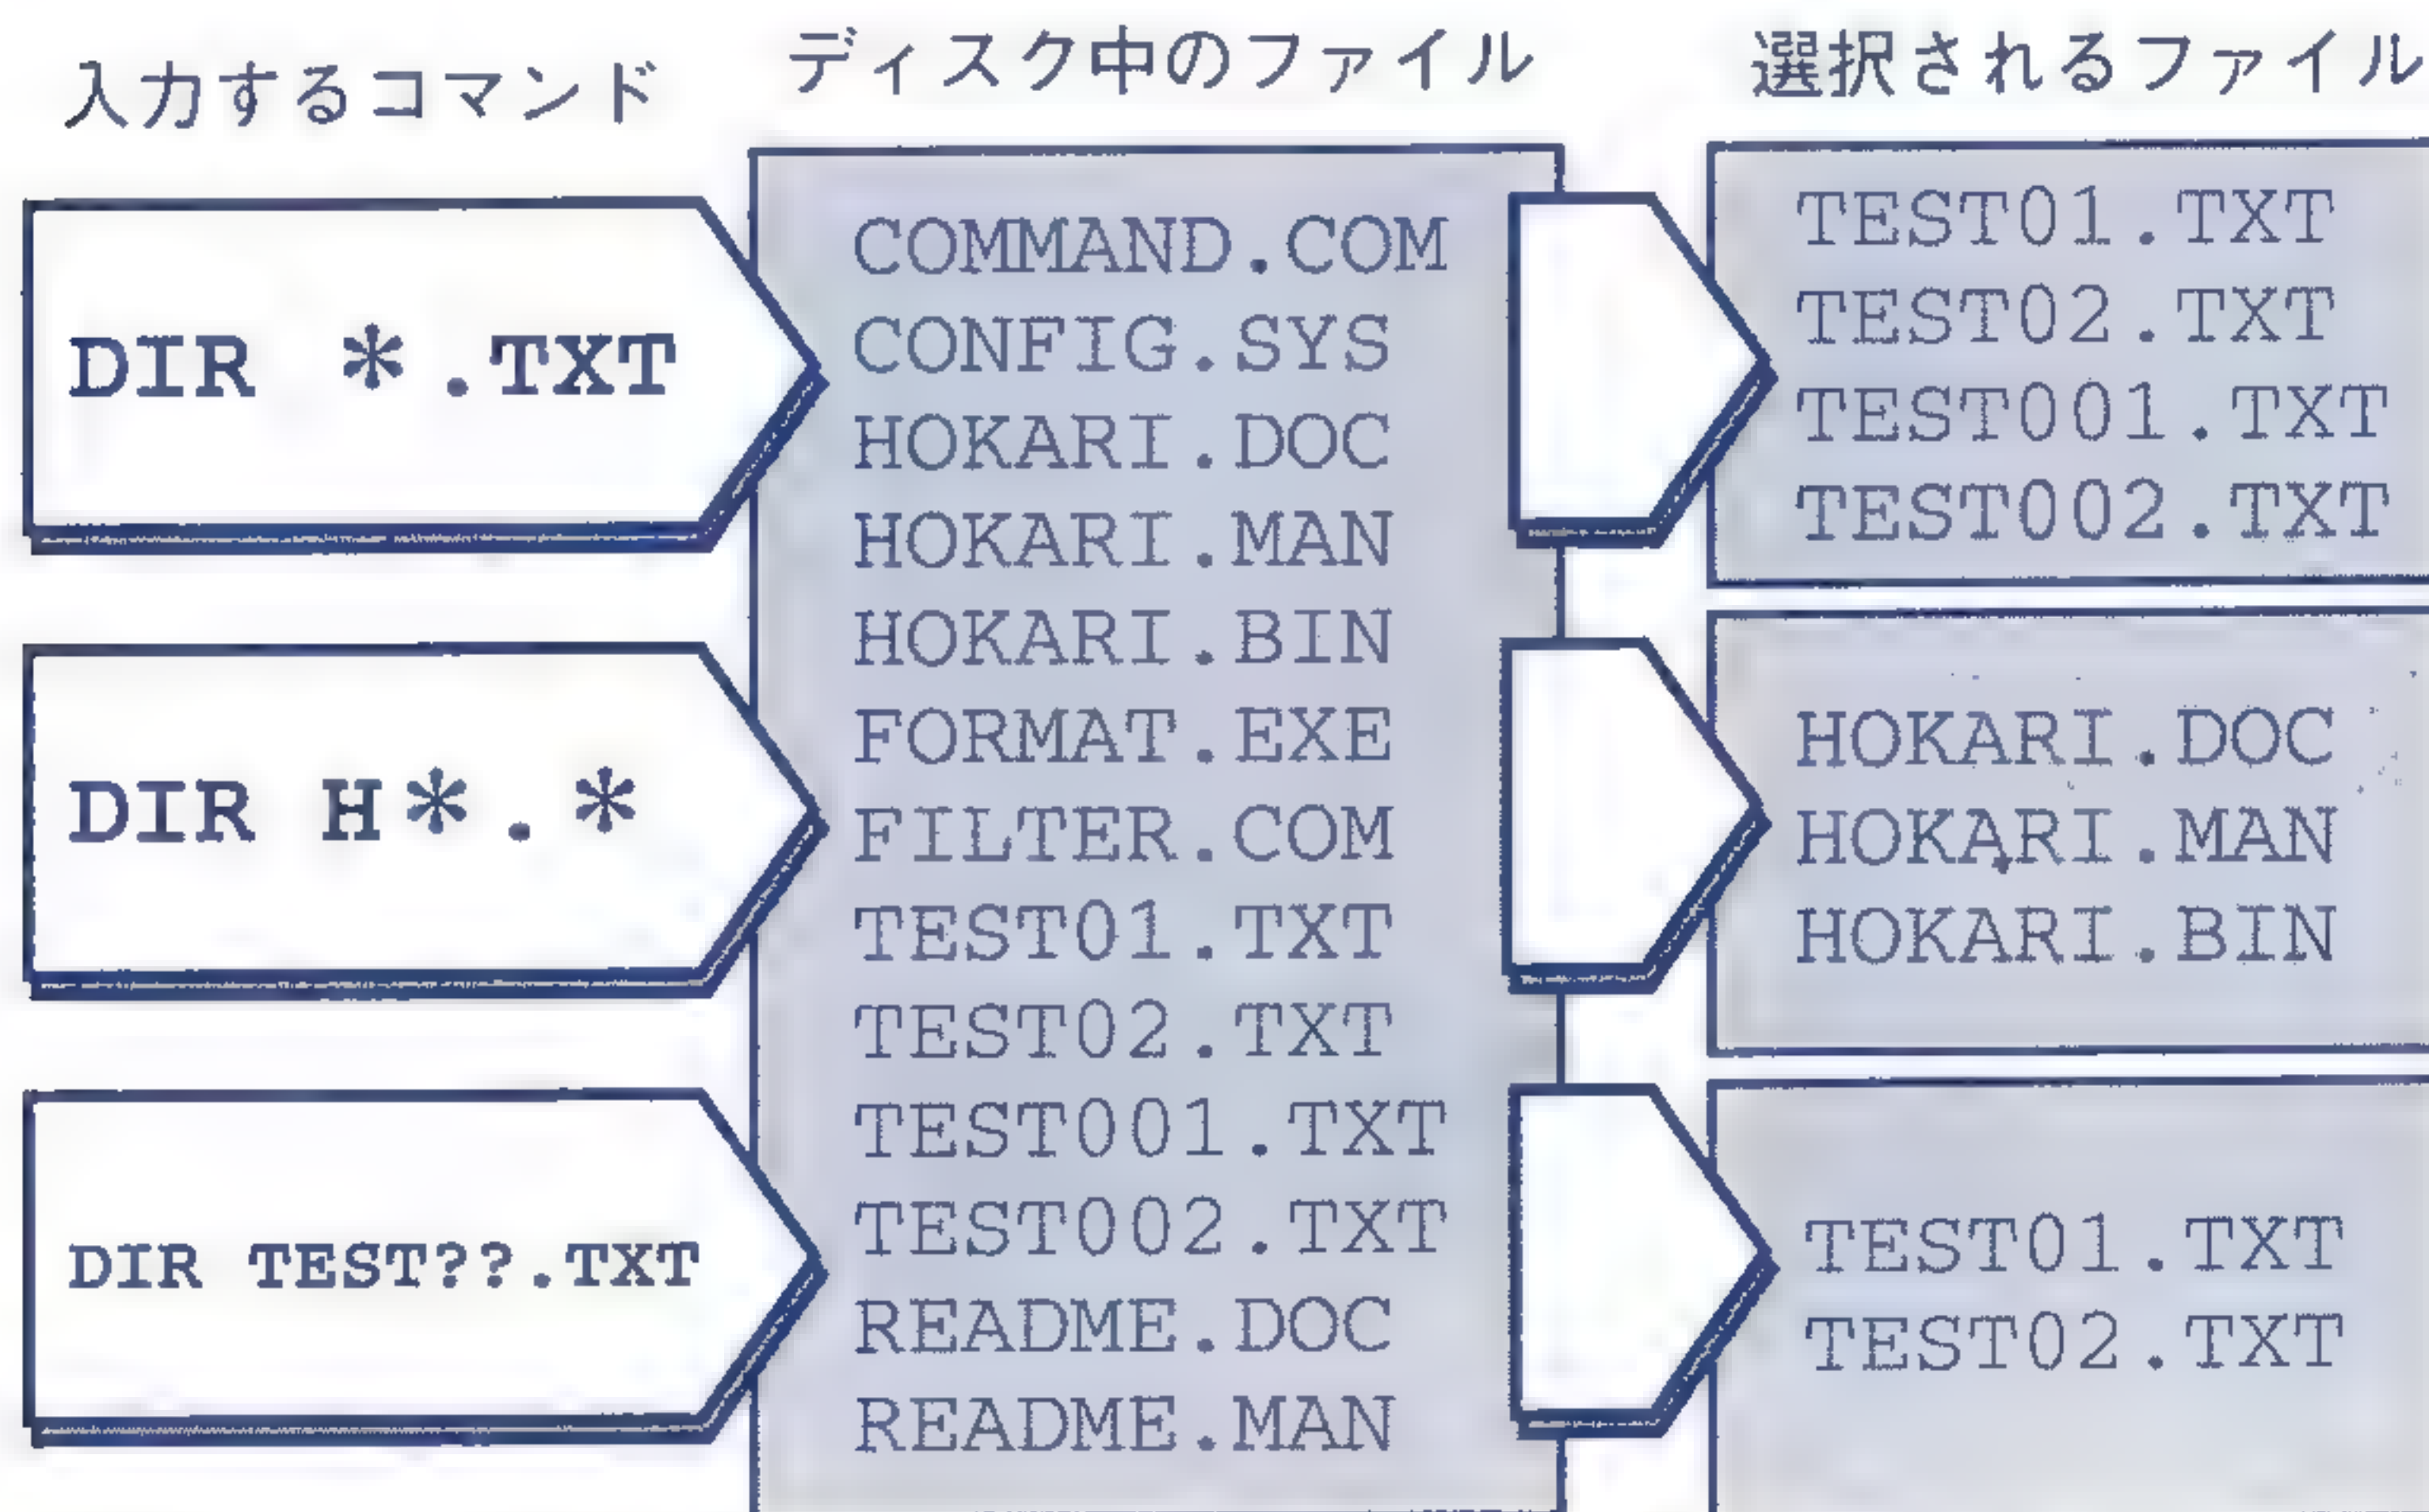 入力するコマンド
DIR *.TXT
DIR H*.*
DIR TEST??.TXT
ディスク中のファイル
COMMAND.COM
CONFIG.SYS
HOKARI.DOC
HOKARI.MAN
HOKARI.BIN
FORMAT.EXE
FILTER.COM
TEST01.TXT
TEST02.TXT
TEST001.TXT
TEST002.TXT
README.DOC
README.MAN
選択されるファイル
TEST01.TXT
TEST02.TXT
TEST001.TXT
TEST002.TXT
HOKARI.DOC
HOKARI.MAN
HOKARI.BIN
TEST01.TXT
TEST02.TXT